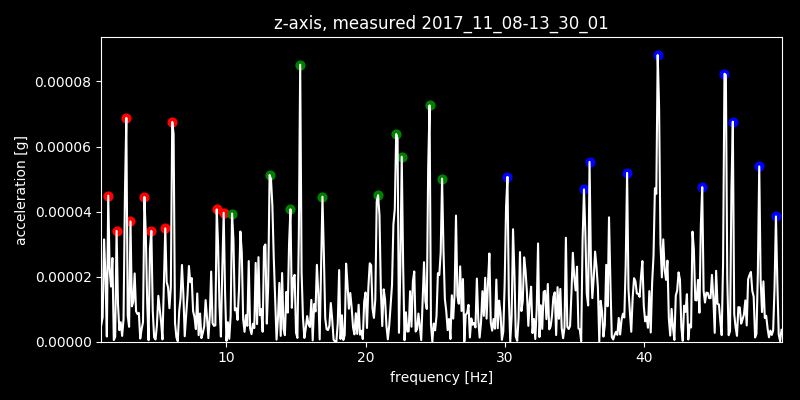 z-axis, measured 2017_11_08-13_30_01
0.00008
0.00006
0.00004
0.00002
0.00000
acceleration [g]
10 20 30 40
frequency [Hz]